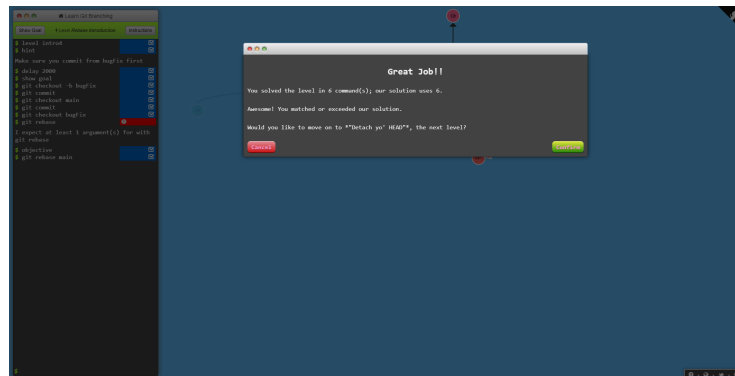 Learn Git Branching
Show Goal
Level Rebase Introduction
Instructions
$ level intro4
$ hint
Make sure you commit from bugFix first
$ delay 3000
$ show goal
$ git checkout -b bugFix
$ git commit
$ git checkout main
$ git commit
$ git checkout bugFix
$ git rebase
I expect at least 1 argument(s) for with
git rebase
$ objective
$ git rebase main
$
Great Job!!
You solved the level in 6 command(s); our solution uses 6.
Awesome! You matched or exceeded our solution.
Would you like to move on to *"Detach yo' HEAD"*, the next level?
Cancel
Confirm